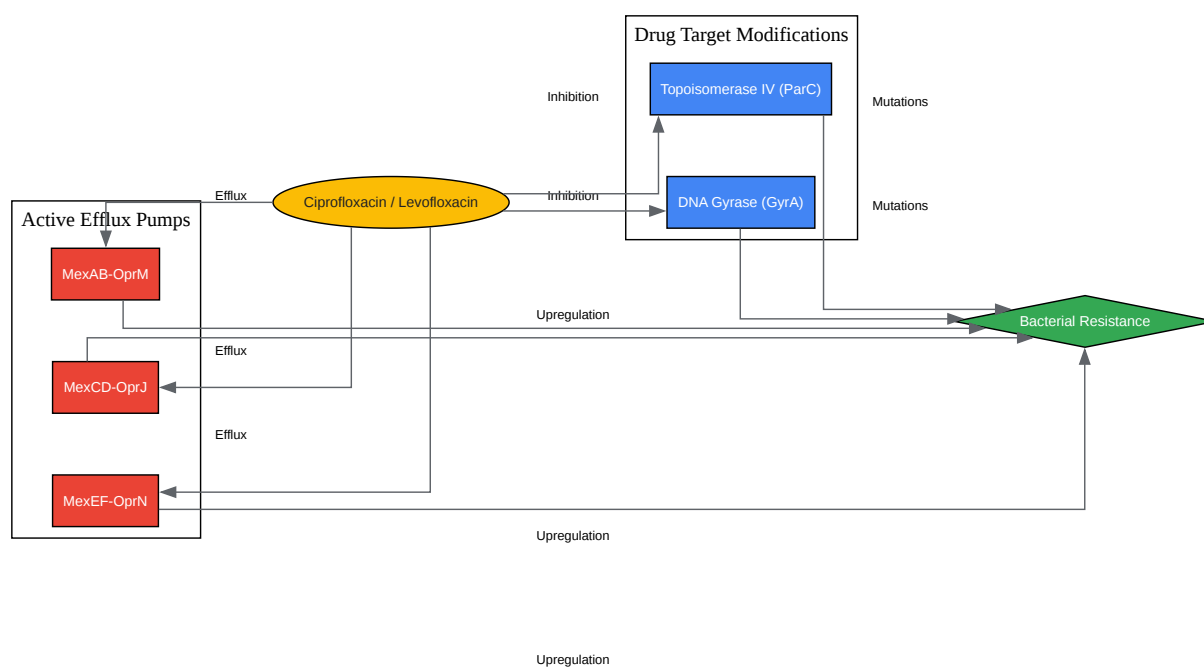 Drug Target Modifications
Topoisomerase IV (ParC)
Inhibition
Mutations
Efflux
Ciprofloxacin / Levofloxacin
Inhibition
DNA Gyrase (GyrA)
Mutations
Active Efflux Pumps
MexAB-OprM
Upregulation
Bacterial Resistance
Efflux
MexCD-OprJ
Efflux
MexEF-OprN
Upregulation
Upregulation